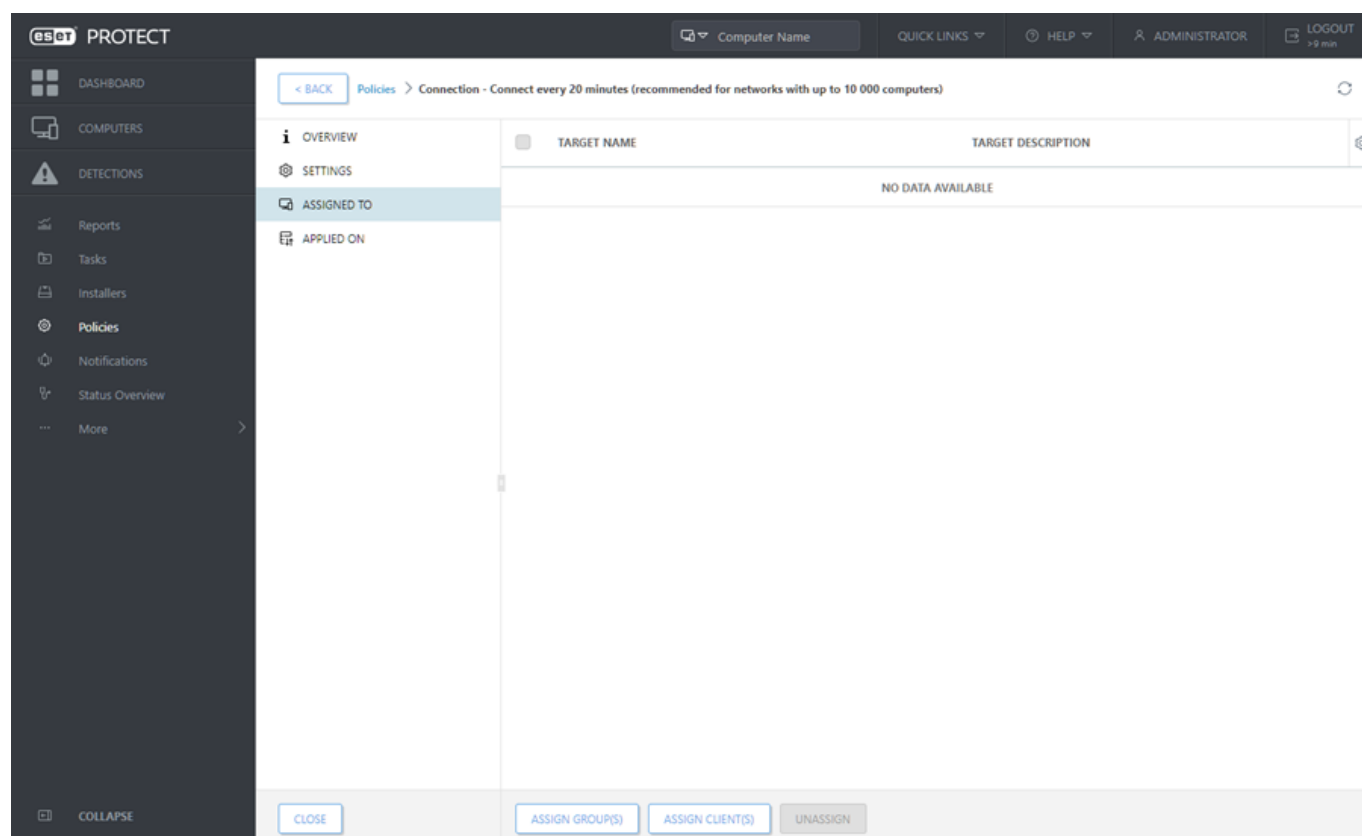 eset PROTECT
Computer Name
QUICK LINKS
HELP
ADMINISTRATOR
LOGOUT
>9 min
DASHBOARD
COMPUTERS
DETECTIONS
Reports
Tasks
Installers
Policies
Notifications
Status Overview
More
COLLAPSE
< BACK
Policies > Connection - Connect every 20 minutes (recommended for networks with up to 10 000 computers)
OVERVIEW
SETTINGS
ASSIGNED TO
APPLIED ON
TARGET NAME
TARGET DESCRIPTION
NO DATA AVAILABLE
CLOSE
ASSIGN GROUP(S)
ASSIGN CLIENT(S)
UNASSIGN